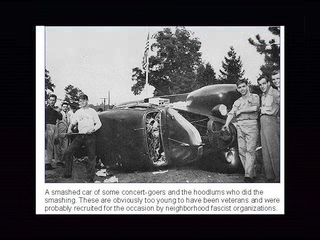 A smashed car of some concert-goers and the hoodlums who did the
smashing. These are obviously too young to have been veterans and were
probably recruited for the occasion by neighborhood fascist organizations.